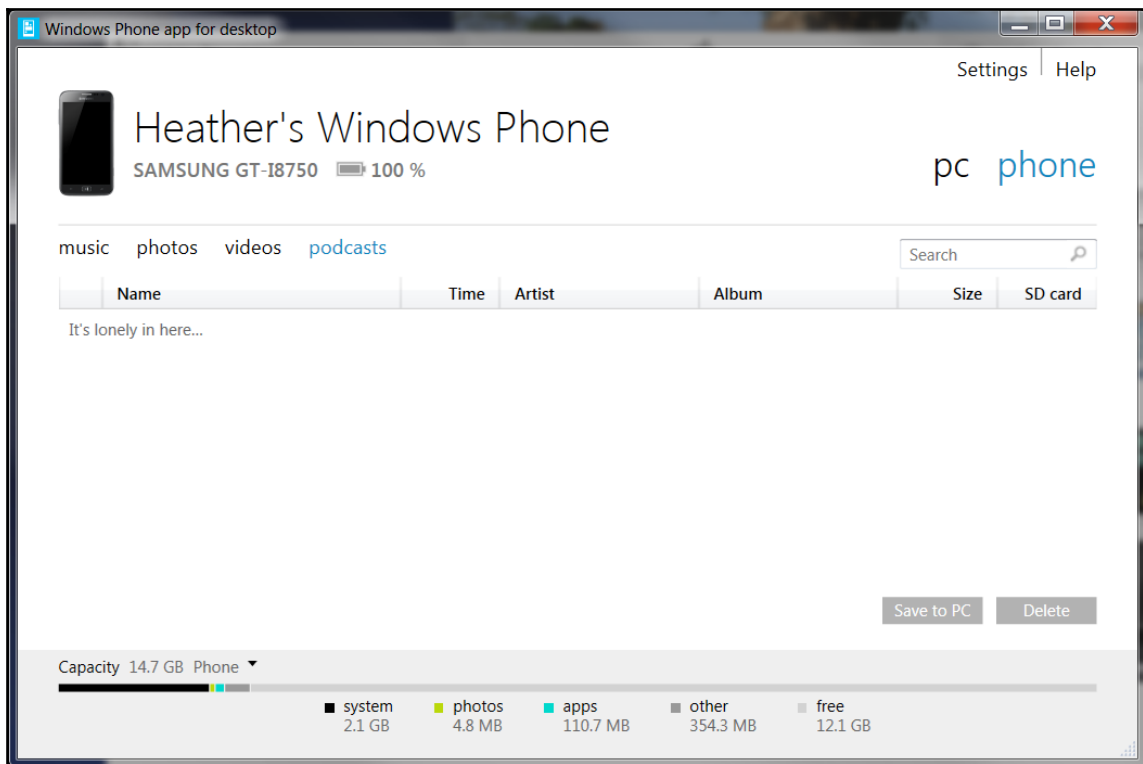 Windows Phone app for desktop
Settings Help
Heather's Windows Phone
SAMSUNG GT-I8750 100 %
pc phone
music photos videos podcasts
Search
Name Time Artist Album Size SD card
It's lonely in here...
Save to PC Delete
Capacity 14.7 GB Phone
system photos apps other free
2.1 GB 4.8 MB 110.7 MB 354.3 MB 12.1 GB